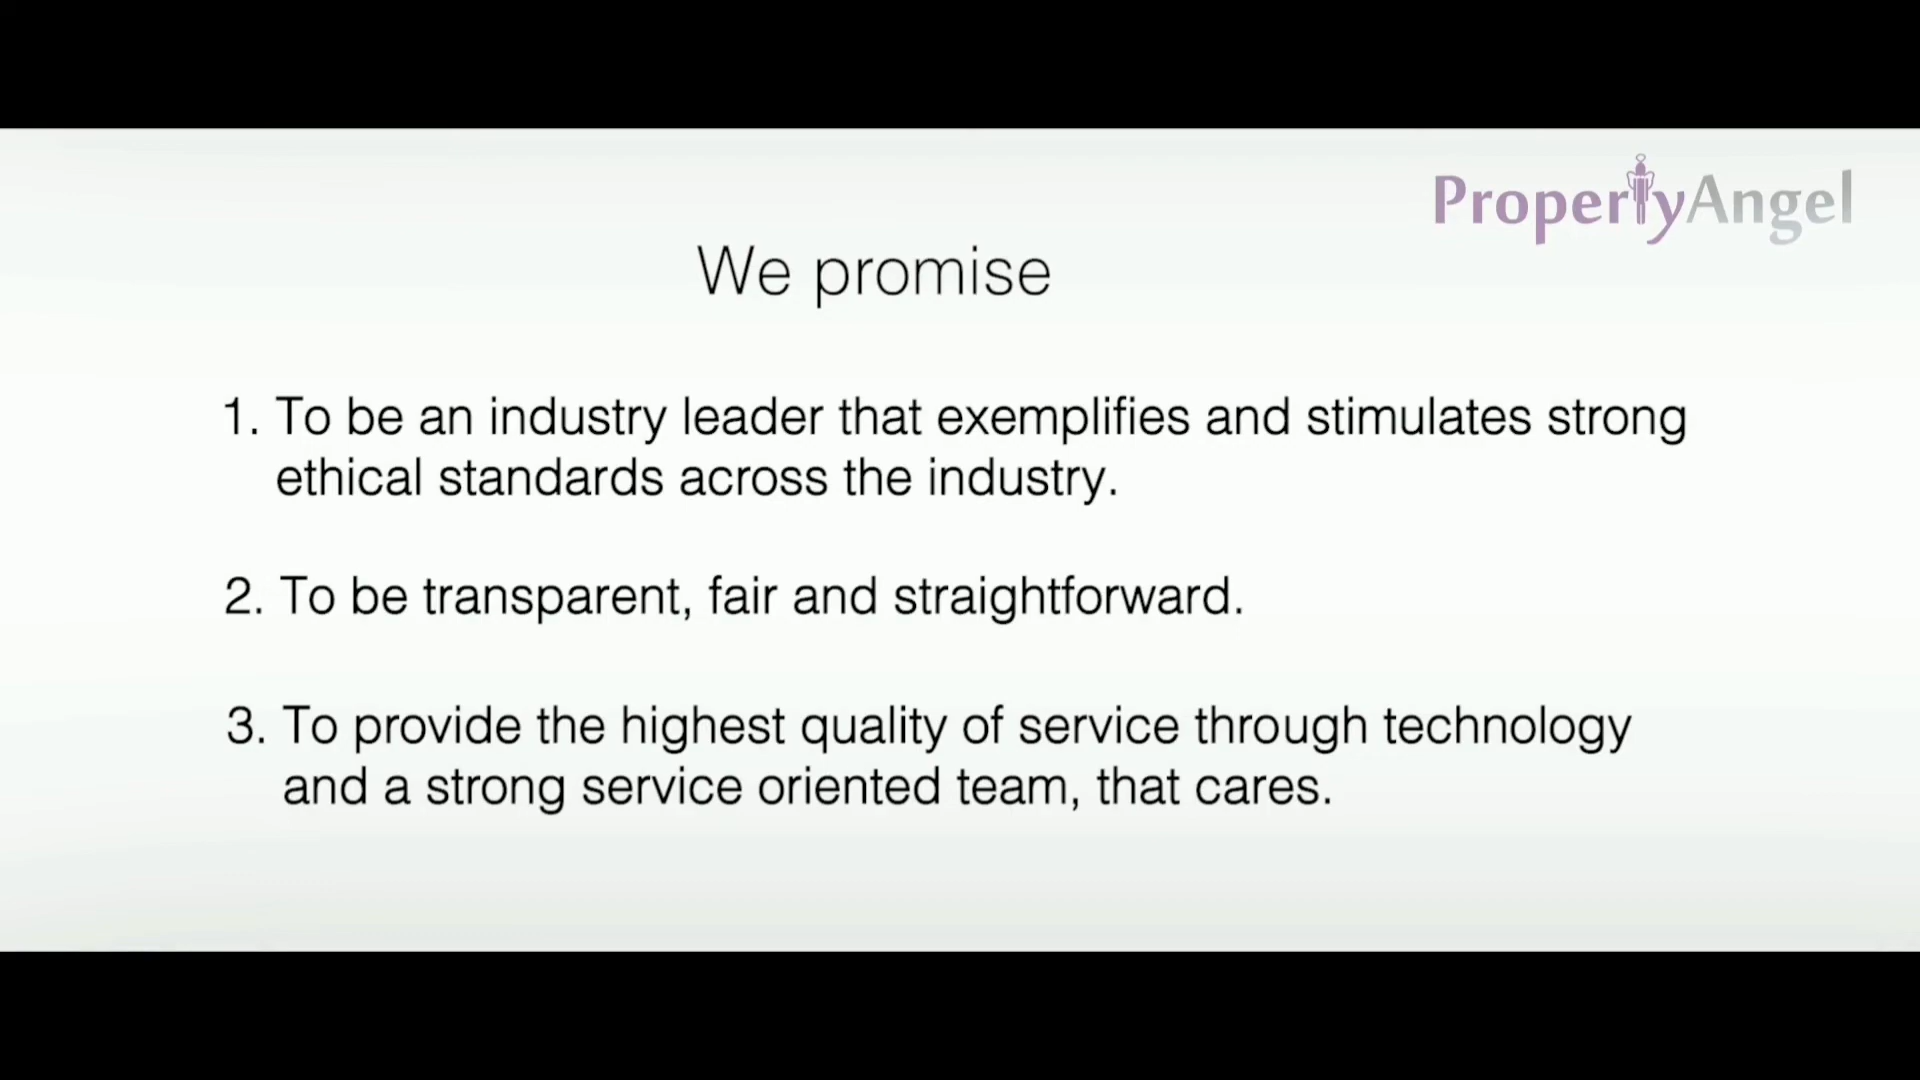 PropertyAngel
We promise
1. To be an industry leader that exemplifies and stimulates strong
ethical standards across the industry.
2. To be transparent, fair and straightforward.
3. To provide the highest quality of service through technology
and a strong service oriented team, that cares.